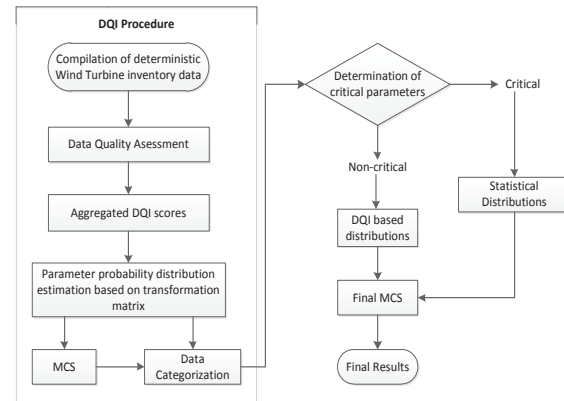 DQI Procedure
Compilation of deterministic
Wind Turbine inventory data
Data Quality Asessment
Aggregated DQI scores
Parameter probability distribution
estimation based on transformation
matrix
MCS
Data
Categorization
Determination of
critical parameters
Critical
Non-critical
Statistical
Distributions
DQI based
distributions
Final MCS
Final Results